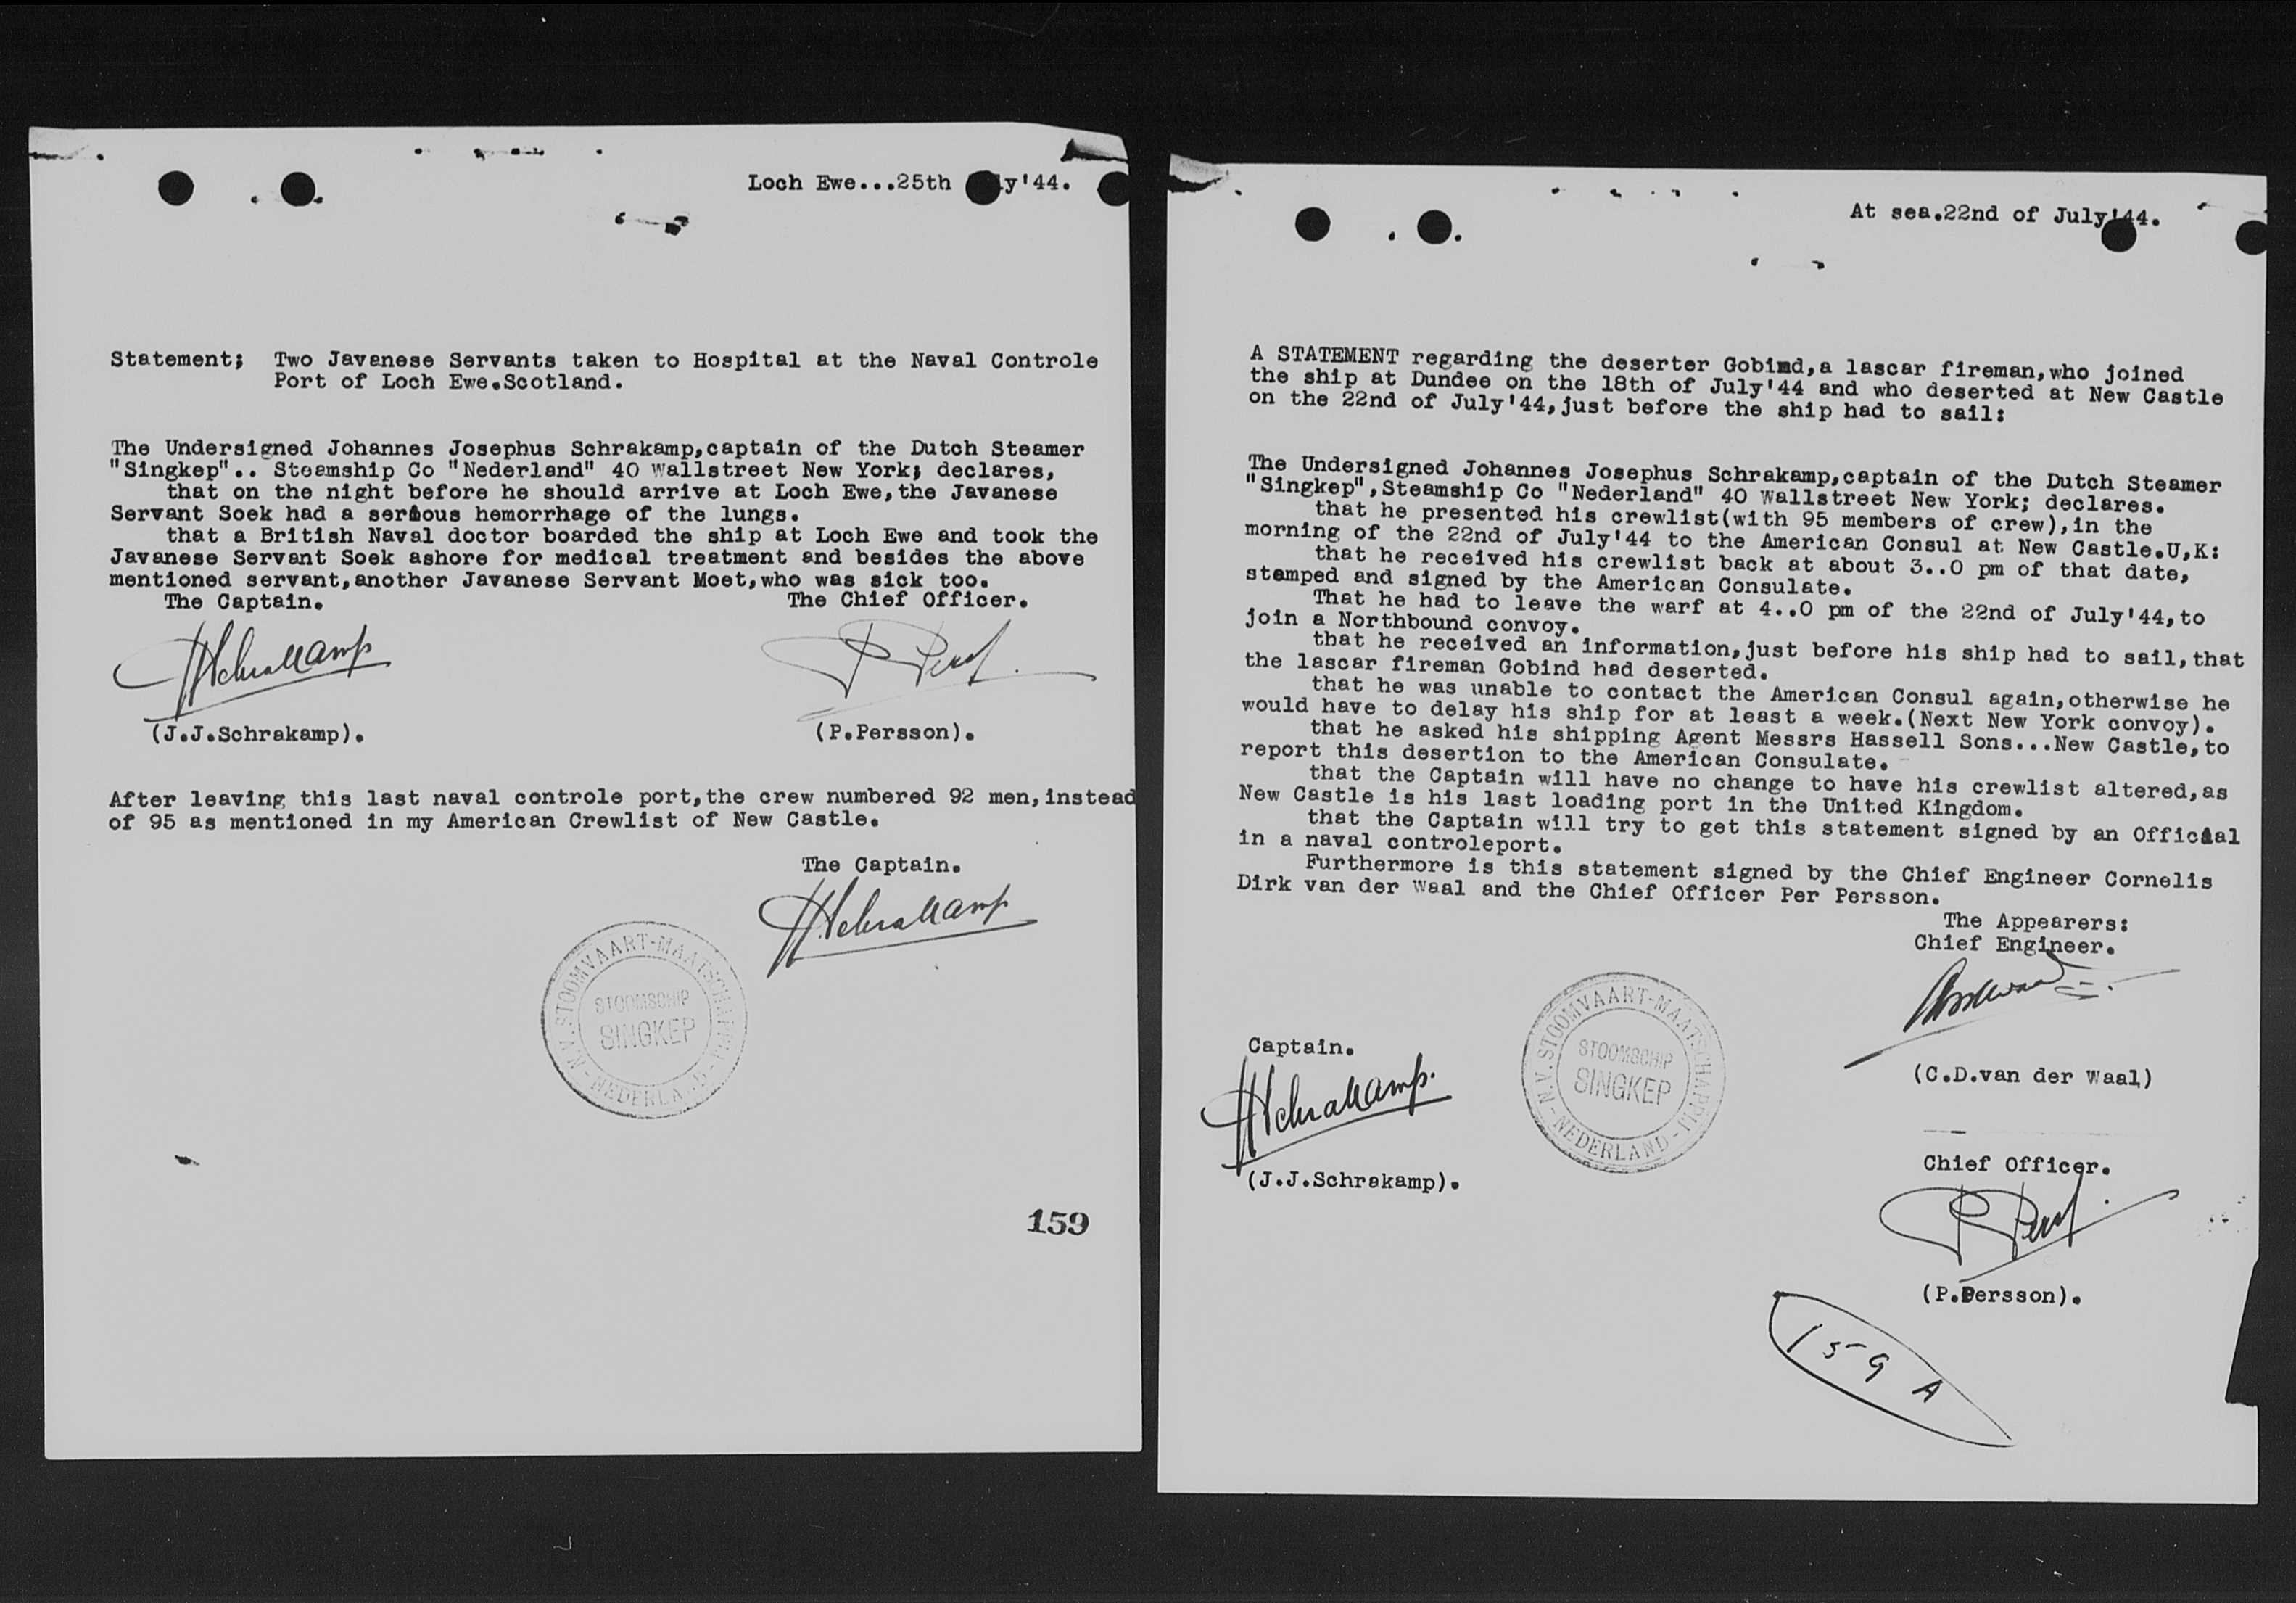 Loch Ewe...25th July'44.
Statement; Two Javanese Servants taken to Hospital at the Naval Controle
Port of Loch Ewe.Scotland.
The Undersigned Johannes Josephus Schrakamp,captain of the Dutch Steamer
"Singkep".. Steamship Co "Nederland" 40 Wallstreet New York; declares,
that on the night before he should arrive at Loch Ewe,the Javanese
Servant Soek had a serious hemorrhage of the lungs.
that a British Naval doctor boarded the ship at Loch Ewe and took the
Javanese Servant Soek ashore for medical treatment and besides the above
mentioned servant,another Javanese Servant Moet,who was sick too.
The Captain. The Chief Officer.
JJSchrakamp P Pers
(J.J.Schrakamp). (P.Persson).
After leaving this last naval controle port,the crew numbered 92 men,instead
of 95 as mentioned in my American Crewlist of New Castle.
The Captain.
JJSchrakamp
N.V. STOOMVAART-MAATSCHAPPIJ - NEDERLAND -
STOOMSCHIP
SINGKEP
159
At sea.22nd of July'44.
A STATEMENT regarding the deserter Gobind,a lascar fireman,who joined
the ship at Dundee on the 18th of July'44 and who deserted at New Castle
on the 22nd of July'44,just before the ship had to sail:
The Undersigned Johannes Josephus Schrakamp,captain of the Dutch Steamer
"Singkep",Steamship Co "Nederland" 40 Wallstreet New York; declares.
that he presented his crewlist(with 95 members of crew),in the
morning of the 22nd of July'44 to the American Consul at New Castle.U,K:
that he received his crewlist back at about 3..0 pm of that date,
stamped and signed by the American Consulate.
That he had to leave the warf at 4..0 pm of the 22nd of July'44,to
join a Northbound convoy.
that he received an information,just before his ship had to sail,that
the lascar fireman Gobind had deserted.
that he was unable to contact the American Consul again,otherwise he
would have to delay his ship for at least a week.(Next New York convoy).
that he asked his shipping Agent Messrs Hassell Sons...New Castle,to
report this desertion to the American Consulate.
that the Captain will have no change to have his crewlist altered,as
New Castle is his last loading port in the United Kingdom.
that the Captain will try to get this statement signed by an Official
in a naval controleport.
Furthermore is this statement signed by the Chief Engineer Cornelis
Dirk van der Waal and the Chief Officer Per Persson.
The Appearers:
Chief Engineer.
(C.D.van der Waal)
Captain.
JJSchrakamp.
(J.J.Schrakamp).
N.V. STOOMVAART-MAATSCHAPPIJ - NEDERLAND -
STOOMSCHIP
SINGKEP
Chief Officer.
P Pers
(P.Persson).
159 A